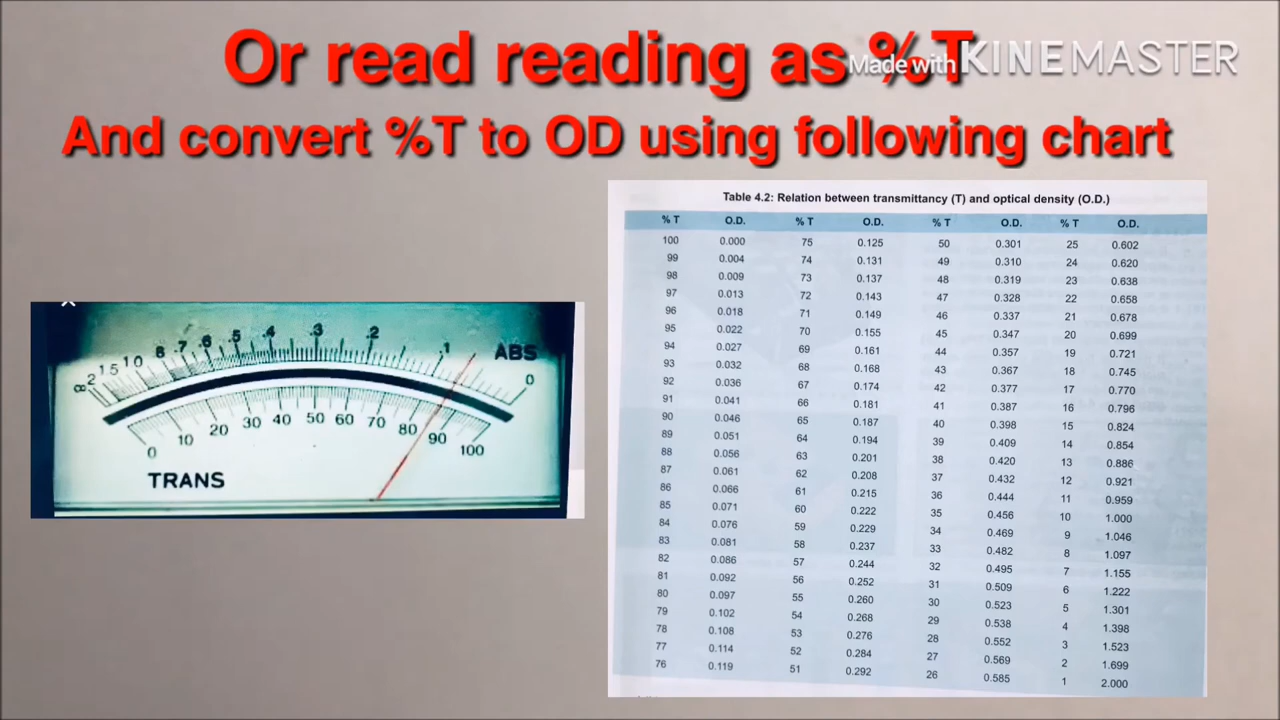 Or read reading as %T
Made with KINEMASTER
And convert %T to OD using following chart
Table 4.2: Relation between transmittancy (T) and optical density (O.D.)
% T O.D. % T O.D. % T O.D. % T O.D.
100 0.000 75 0.125 50 0.301 25 0.602
99 0.004 74 0.131 49 0.310 24 0.620
98 0.009 73 0.137 48 0.319 23 0.638
97 0.013 72 0.143 47 0.328 22 0.658
96 0.018 71 0.149 46 0.337 21 0.678
95 0.022 70 0.155 45 0.347 20 0.699
94 0.027 69 0.161 44 0.357 19 0.721
93 0.032 68 0.168 43 0.367 18 0.745
92 0.036 67 0.174 42 0.377 17 0.770
91 0.041 66 0.181 41 0.387 16 0.796
90 0.046 65 0.187 40 0.398 15 0.824
89 0.051 64 0.194 39 0.409 14 0.854
88 0.056 63 0.201 38 0.420 13 0.886
87 0.061 62 0.208 37 0.432 12 0.921
86 0.066 61 0.215 36 0.444 11 0.959
85 0.071 60 0.222 35 0.456 10 1.000
84 0.076 59 0.229 34 0.469 9 1.046
83 0.081 58 0.237 33 0.482 8 1.097
82 0.086 57 0.244 32 0.495 7 1.155
81 0.092 56 0.252 31 0.509 6 1.222
80 0.097 55 0.260 30 0.523 5 1.301
79 0.102 54 0.268 29 0.538 4 1.398
78 0.108 53 0.276 28 0.552 3 1.523
77 0.114 52 0.284 27 0.569 2 1.699
76 0.119 51 0.292 26 0.585 1 2.000
∞ 2 1.5 1.0 .8 .7 .6 .5 .4 .3 .2 .1 0
ABS
0 10 20 30 40 50 60 70 80 90 100
TRANS